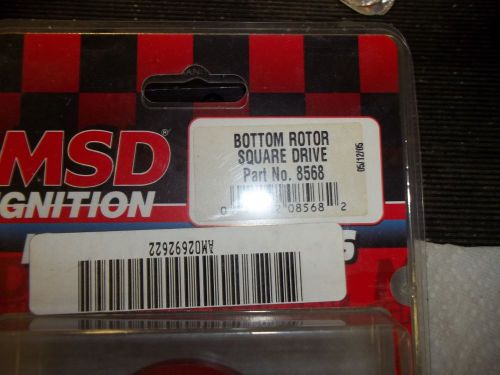 MSD®
IGNITION
BOTTOM ROTOR
SQUARE DRIVE
Part No. 8568
05/12/05
08568 2
AM02692622